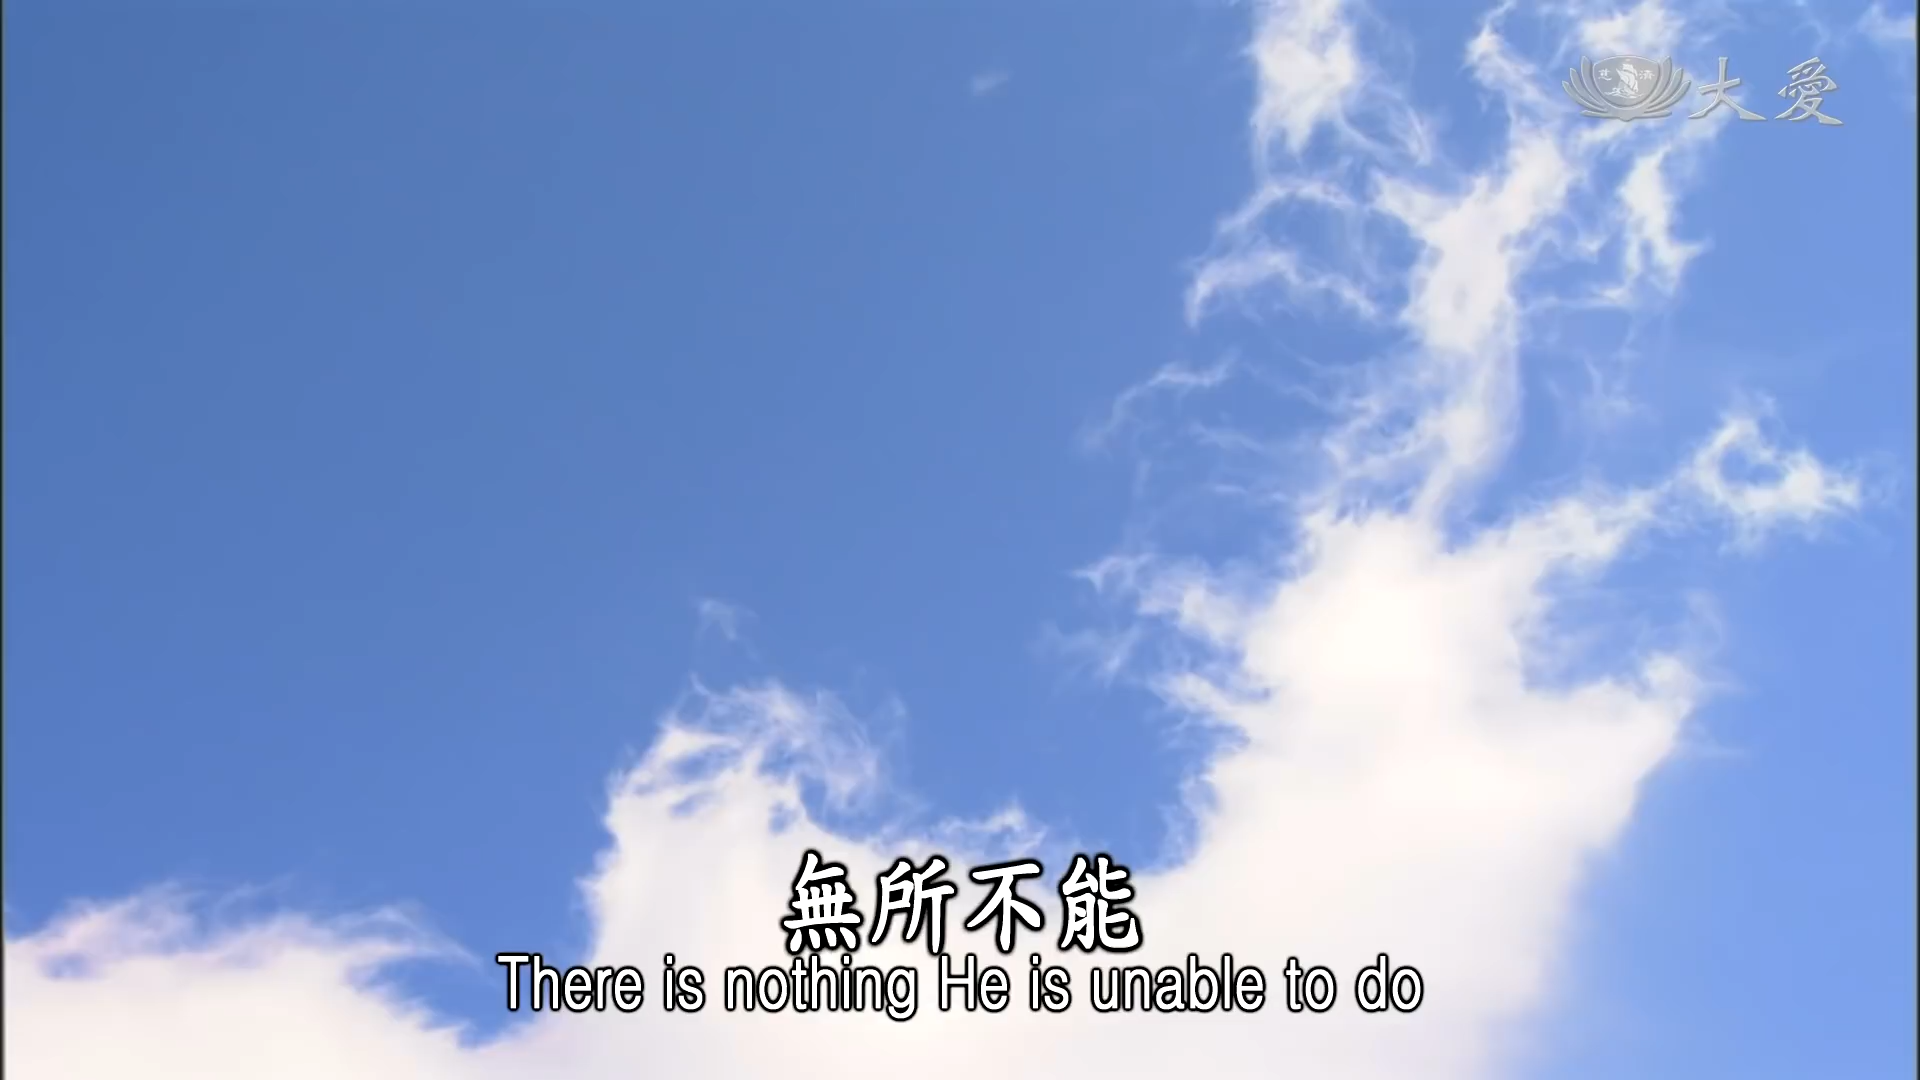 大愛
無所不能
There is nothing He is unable to do